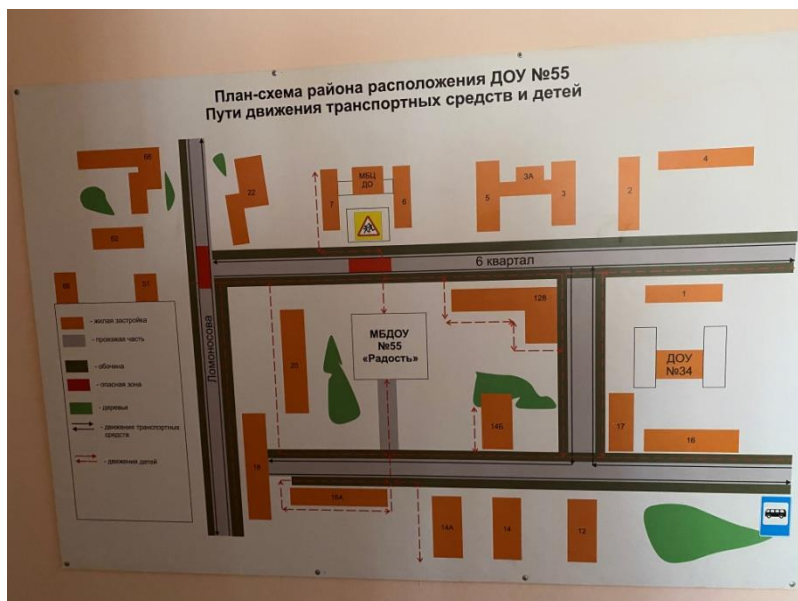 План-схема района расположения ДОУ №55
Пути движения транспортных средств и детей
22
7
МБЦ
ДО
6
5
3А
3
2
4
6 квартал
Ломоносова
- жилая застройка
- проезжая часть
- обочина
- опасная зона
- деревья
- движение транспортных
средств
- движения детей
МБДОУ
№55
«Радость»
128
1
ДОУ
№34
14Б
17
16
14А
14
12